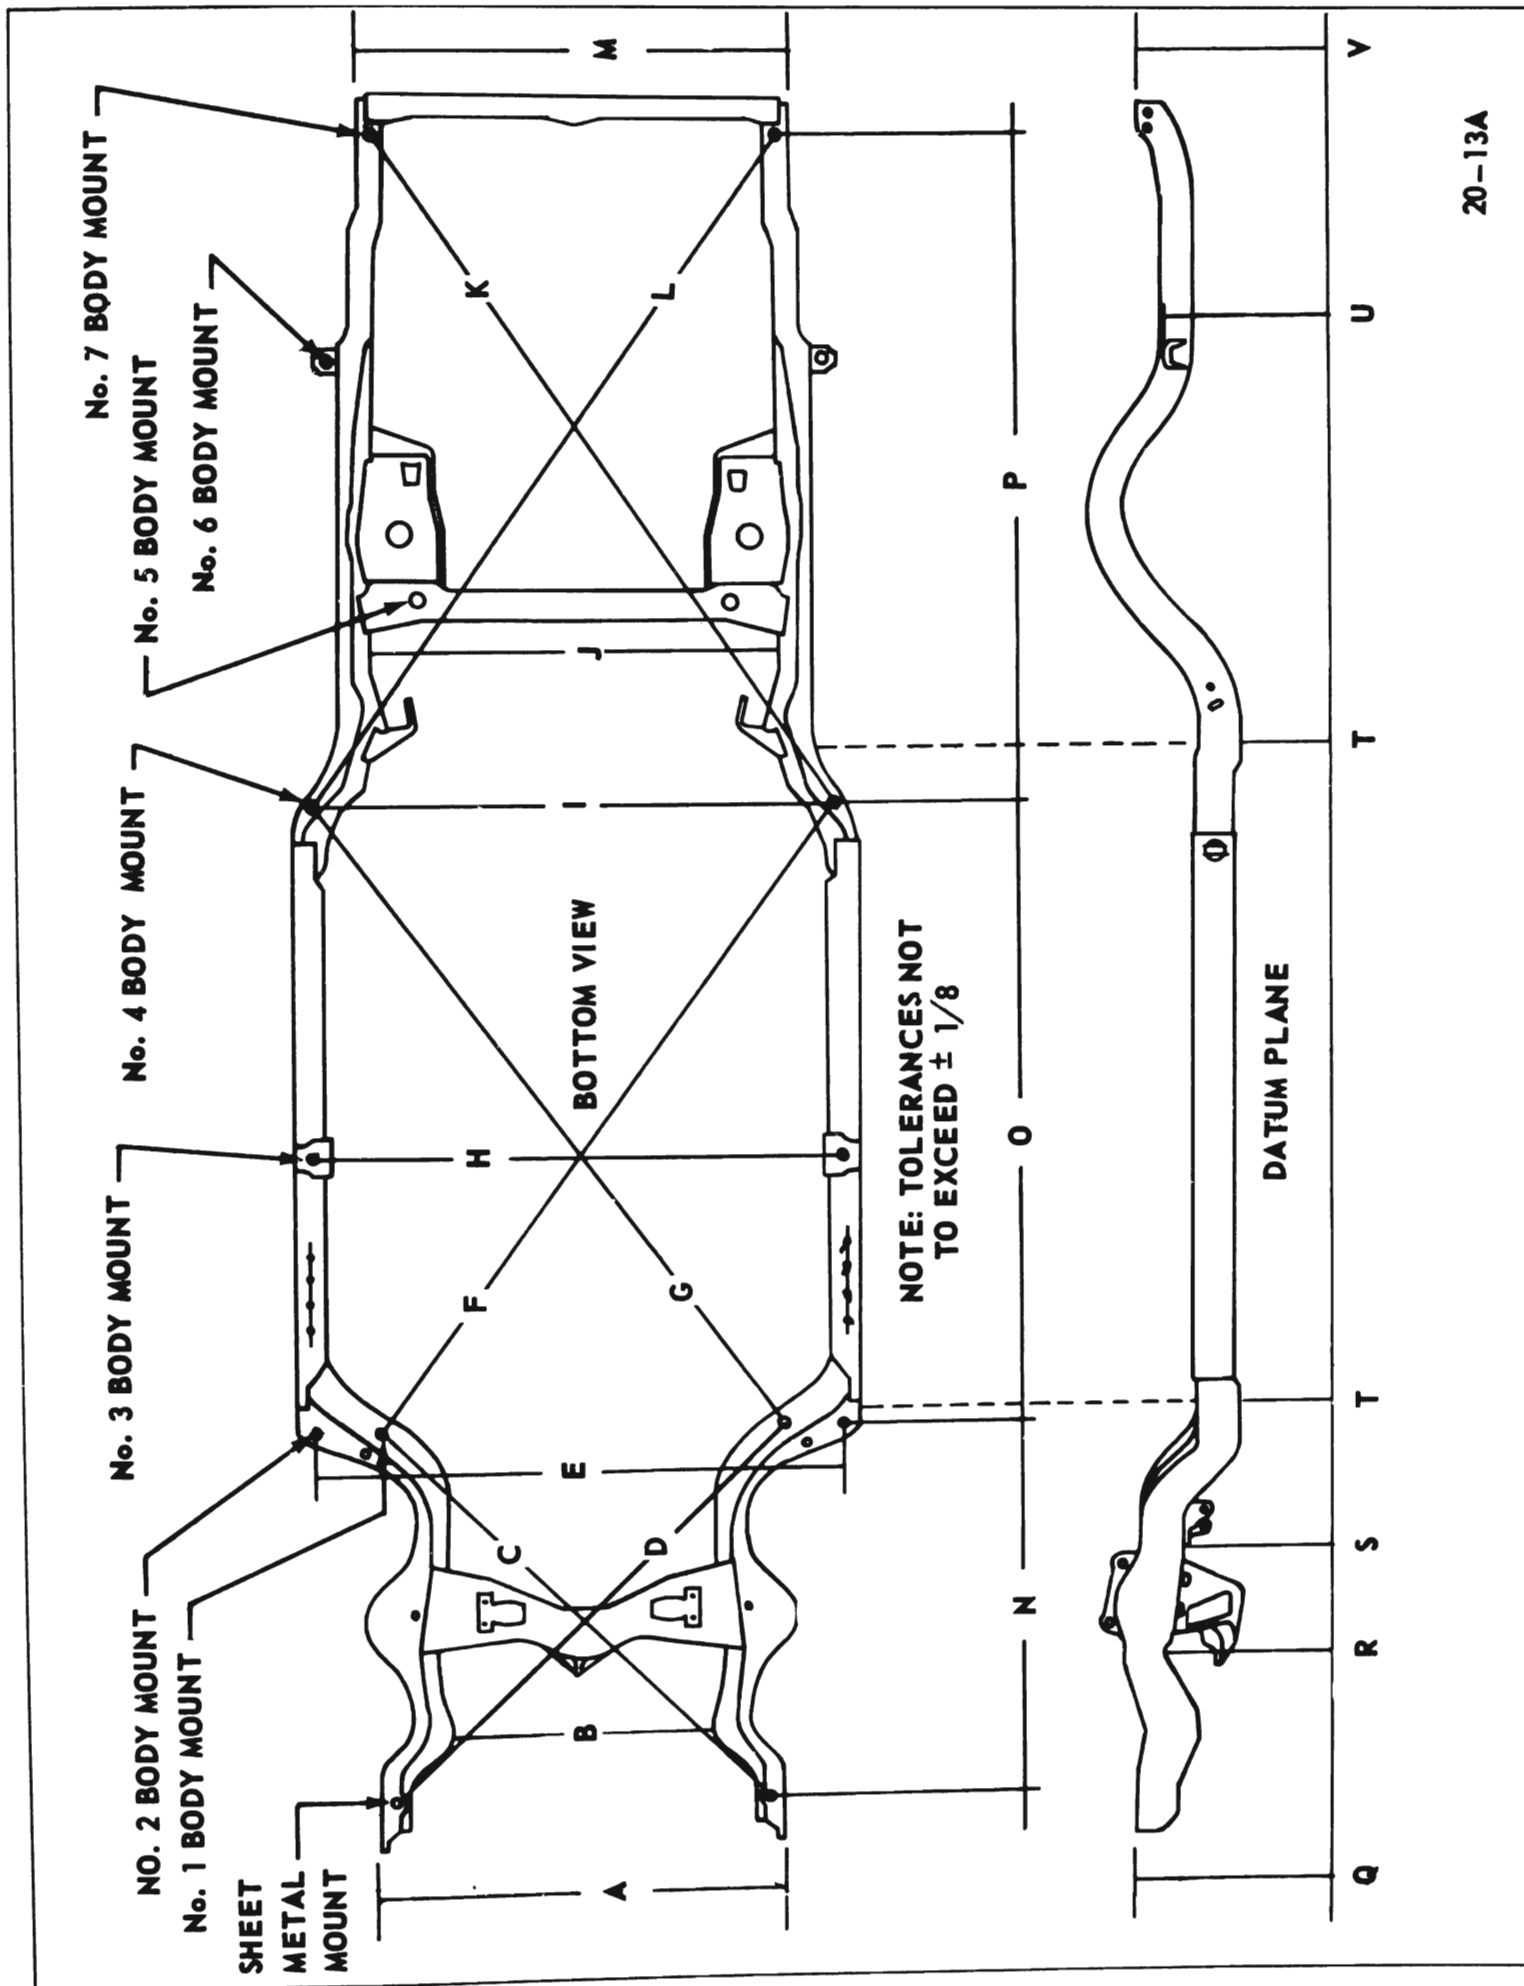 No. 7 BODY MOUNT
No. 5 BODY MOUNT
No. 6 BODY MOUNT
No. 4 BODY MOUNT
No. 3 BODY MOUNT
NO. 2 BODY MOUNT
No. 1 BODY MOUNT
SHEET
METAL
MOUNT
A
B
C
D
E
F
G
H
I
J
K
L
M
BOTTOM VIEW
NOTE: TOLERANCES NOT
TO EXCEED ± 1/8
N
O
P
DATUM PLANE
Q
R
S
T
T
U
V
20-13A